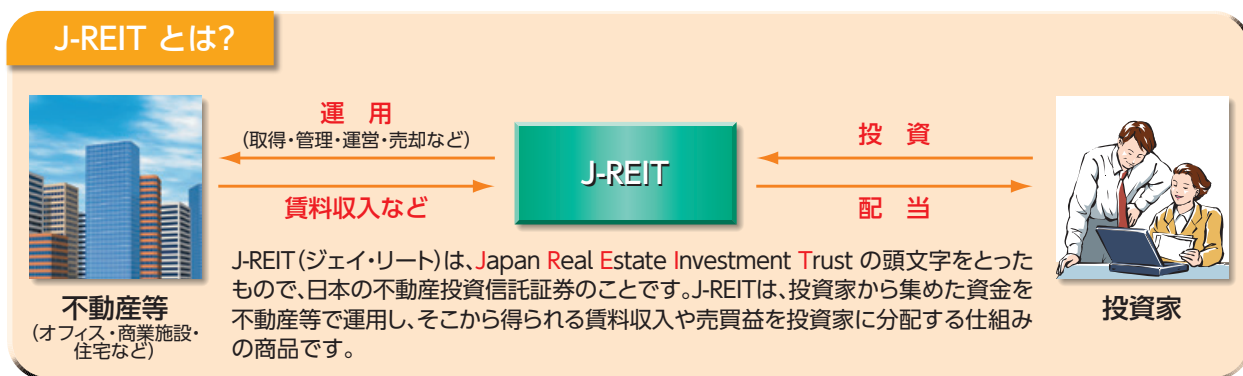 J-REIT とは?
運 用
(取得・管理・運営・売却など)
賃料収入など
J-REIT
投 資
配 当
不動産等
(オフィス・商業施設・
住宅など)
J-REIT(ジェイ・リート)は、Japan Real Estate Investment Trust の頭文字をとった
もので、日本の不動産投資信託証券のことです。J-REITは、投資家から集めた資金を
不動産等で運用し、そこから得られる賃料収入や売買益を投資家に分配する仕組み
の商品です。
投資家